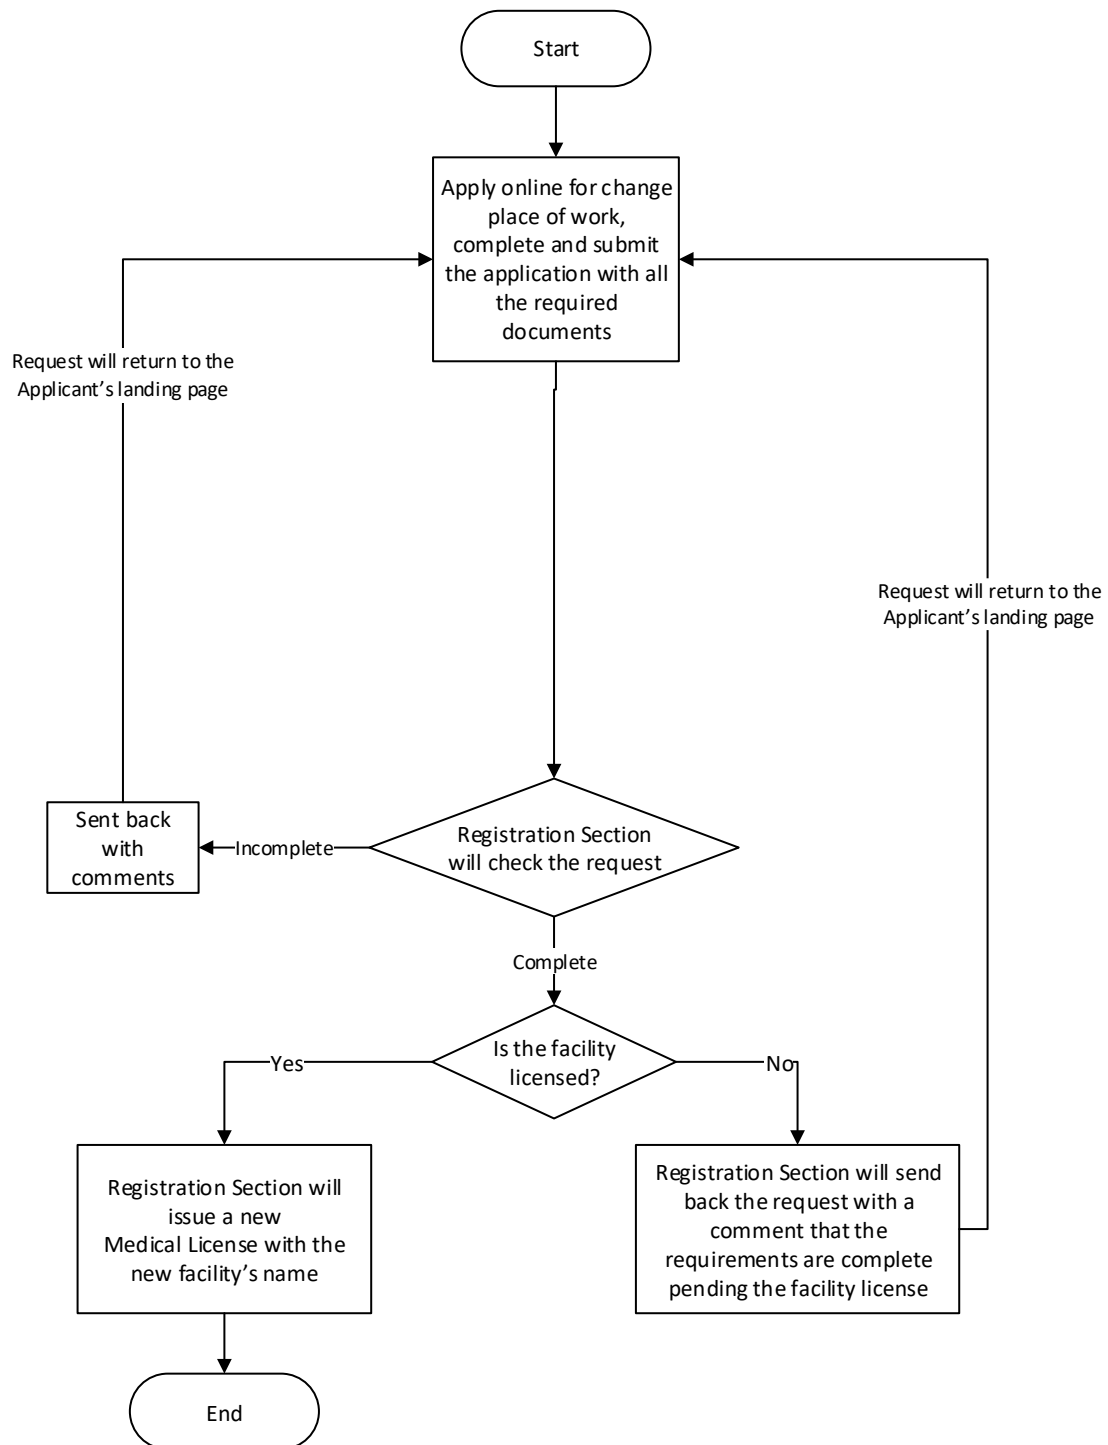 Start
Apply online for change
place of work,
complete and submit
the application with all
the required
documents
Request will return to the
Applicant’s landing page
Request will return to the
Applicant’s landing page
Sent back
with
comments
Incomplete
Registration Section
will check the request
Complete
Is the facility
licensed?
Yes
No
Registration Section will
issue a new
Medical License with the
new facility’s name
Registration Section will send
back the request with a
comment that the
requirements are complete
pending the facility license
End